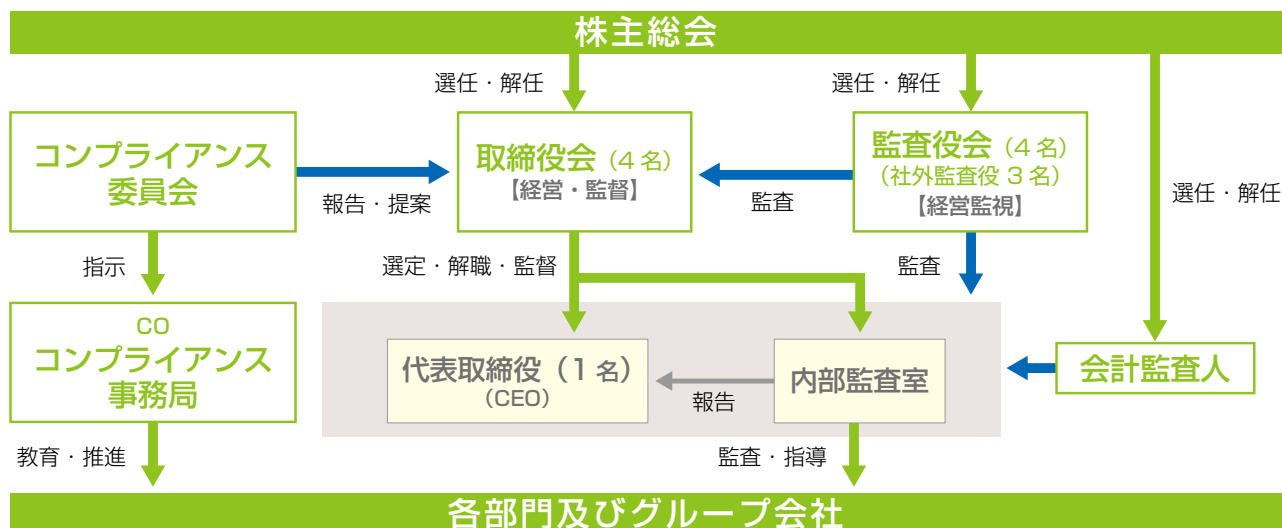 株主総会
選任・解任
選任・解任
選任・解任
コンプライアンス
委員会
報告・提案
取締役会（4 名）
【経営・監督】
監査
監査役会（4 名）
（社外監査役 3 名）
【経営監視】
指示
選定・解職・監督
監査
CO
コンプライアンス
事務局
代表取締役（1 名）
（CEO）
報告
内部監査室
会計監査人
教育・推進
監査・指導
各部門及びグループ会社